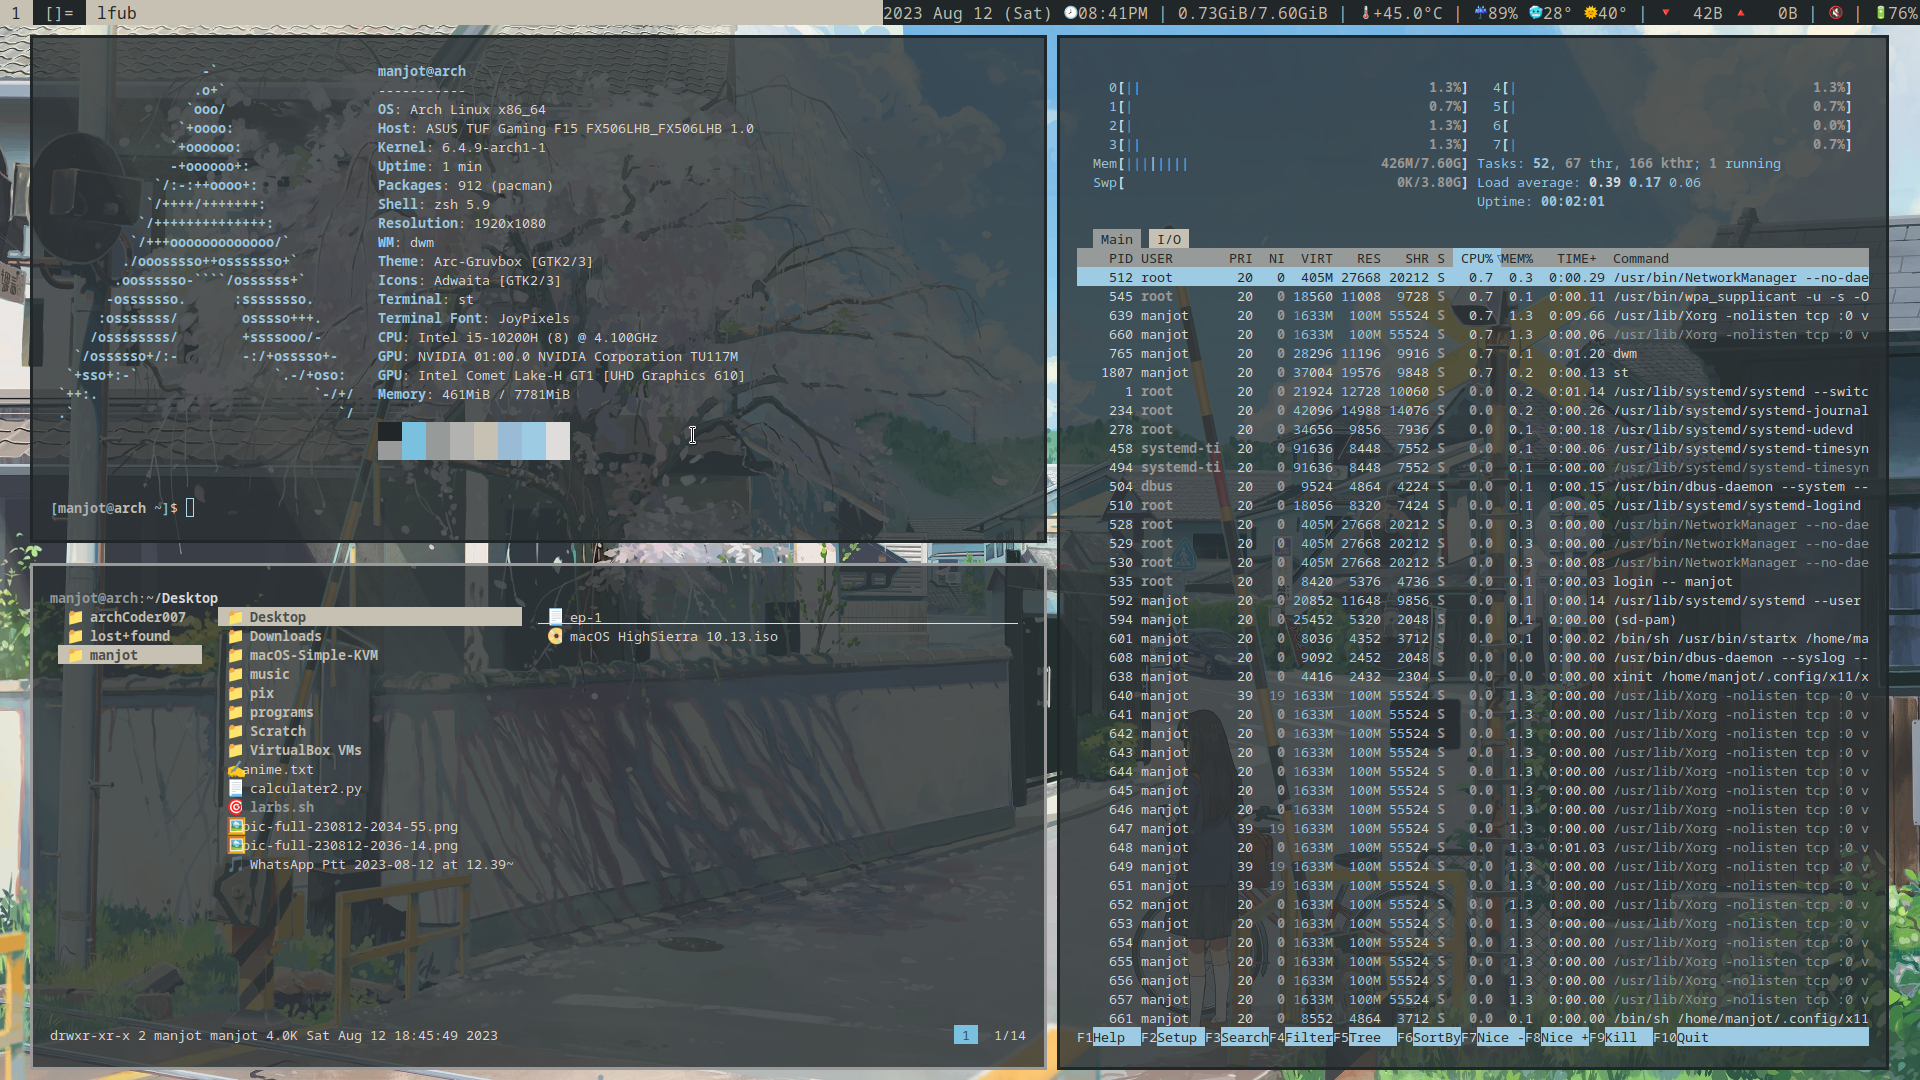 1 []= lfub
2023 Aug 12 (Sat) 🕗08:41PM | 0.73GiB/7.60GiB | 🌡+45.0°C | ☔89% 🥶28° 🌞40° | 🔻 42B 🔺 0B | 🔇 | 🔋76%
manjot@arch
-----------
OS: Arch Linux x86_64
Host: ASUS TUF Gaming F15 FX506LHB_FX506LHB 1.0
Kernel: 6.4.9-arch1-1
Uptime: 1 min
Packages: 912 (pacman)
Shell: zsh 5.9
Resolution: 1920x1080
WM: dwm
Theme: Arc-Gruvbox [GTK2/3]
Icons: Adwaita [GTK2/3]
Terminal: st
Terminal Font: JoyPixels
CPU: Intel i5-10200H (8) @ 4.100GHz
GPU: NVIDIA 01:00.0 NVIDIA Corporation TU117M
GPU: Intel Comet Lake-H GT1 [UHD Graphics 610]
Memory: 461MiB / 7781MiB
[manjot@arch ~]$
manjot@arch:~/Desktop
archCoder007
lost+found
manjot
Desktop
Downloads
macOS-Simple-KVM
music
pix
programs
Scratch
VirtualBox VMs
anime.txt
calculater2.py
larbs.sh
pic-full-230812-2034-55.png
pic-full-230812-2036-14.png
WhatsApp Ptt 2023-08-12 at 12.39~
ep-1
macOS HighSierra 10.13.iso
drwxr-xr-x 2 manjot manjot 4.0K Sat Aug 12 18:45:49 2023 1 1/14
0[|| 1.3%] 4[| 1.3%]
1[| 0.7%] 5[| 0.7%]
2[| 1.3%] 6[ 0.0%]
3[|| 1.3%] 7[| 0.7%]
Mem[|||||||| 426M/7.60G] Tasks: 52, 67 thr, 166 kthr; 1 running
Swp[ 0K/3.80G] Load average: 0.39 0.17 0.06
Uptime: 00:02:01
Main I/O
PID USER PRI NI VIRT RES SHR S CPU%▽MEM% TIME+ Command
512 root 20 0 405M 27668 20212 S 0.7 0.3 0:00.29 /usr/bin/NetworkManager --no-dae
545 root 20 0 18560 11008 9728 S 0.7 0.1 0:00.11 /usr/bin/wpa_supplicant -u -s -O
639 manjot 20 0 1633M 100M 55524 S 0.7 1.3 0:09.66 /usr/lib/Xorg -nolisten tcp :0 v
660 manjot 20 0 1633M 100M 55524 S 0.7 1.3 0:00.06 /usr/lib/Xorg -nolisten tcp :0 v
765 manjot 20 0 28296 11196 9916 S 0.7 0.1 0:01.20 dwm
1807 manjot 20 0 37004 19576 9848 S 0.7 0.2 0:00.13 st
1 root 20 0 21924 12728 10060 S 0.0 0.2 0:01.14 /usr/lib/systemd/systemd --switc
234 root 20 0 42096 14988 14076 S 0.0 0.2 0:00.26 /usr/lib/systemd/systemd-journal
278 root 20 0 34656 9856 7936 S 0.0 0.1 0:00.18 /usr/lib/systemd/systemd-udevd
458 systemd-ti 20 0 91636 8448 7552 S 0.0 0.1 0:00.06 /usr/lib/systemd/systemd-timesyn
494 systemd-ti 20 0 91636 8448 7552 S 0.0 0.1 0:00.00 /usr/lib/systemd/systemd-timesyn
504 dbus 20 0 9524 4864 4224 S 0.0 0.1 0:00.15 /usr/bin/dbus-daemon --system --
510 root 20 0 18056 8320 7424 S 0.0 0.1 0:00.05 /usr/lib/systemd/systemd-logind
528 root 20 0 405M 27668 20212 S 0.0 0.3 0:00.00 /usr/bin/NetworkManager --no-dae
529 root 20 0 405M 27668 20212 S 0.0 0.3 0:00.00 /usr/bin/NetworkManager --no-dae
530 root 20 0 405M 27668 20212 S 0.0 0.3 0:00.08 /usr/bin/NetworkManager --no-dae
535 root 20 0 8420 5376 4736 S 0.0 0.1 0:00.03 login -- manjot
592 manjot 20 0 20852 11648 9856 S 0.0 0.1 0:00.14 /usr/lib/systemd/systemd --user
594 manjot 20 0 25452 5320 2048 S 0.0 0.1 0:00.00 (sd-pam)
601 manjot 20 0 8036 4352 3712 S 0.0 0.1 0:00.02 /bin/sh /usr/bin/startx /home/ma
608 manjot 20 0 9092 2452 2048 S 0.0 0.0 0:00.00 /usr/bin/dbus-daemon --syslog --
638 manjot 20 0 4416 2432 2304 S 0.0 0.0 0:00.00 xinit /home/manjot/.config/x11/x
640 manjot 39 19 1633M 100M 55524 S 0.0 1.3 0:00.00 /usr/lib/Xorg -nolisten tcp :0 v
641 manjot 20 0 1633M 100M 55524 S 0.0 1.3 0:00.00 /usr/lib/Xorg -nolisten tcp :0 v
642 manjot 20 0 1633M 100M 55524 S 0.0 1.3 0:00.00 /usr/lib/Xorg -nolisten tcp :0 v
643 manjot 20 0 1633M 100M 55524 S 0.0 1.3 0:00.00 /usr/lib/Xorg -nolisten tcp :0 v
644 manjot 20 0 1633M 100M 55524 S 0.0 1.3 0:00.00 /usr/lib/Xorg -nolisten tcp :0 v
645 manjot 20 0 1633M 100M 55524 S 0.0 1.3 0:00.00 /usr/lib/Xorg -nolisten tcp :0 v
646 manjot 20 0 1633M 100M 55524 S 0.0 1.3 0:00.00 /usr/lib/Xorg -nolisten tcp :0 v
647 manjot 39 19 1633M 100M 55524 S 0.0 1.3 0:00.00 /usr/lib/Xorg -nolisten tcp :0 v
648 manjot 20 0 1633M 100M 55524 S 0.0 1.3 0:01.03 /usr/lib/Xorg -nolisten tcp :0 v
649 manjot 39 19 1633M 100M 55524 S 0.0 1.3 0:00.00 /usr/lib/Xorg -nolisten tcp :0 v
651 manjot 39 19 1633M 100M 55524 S 0.0 1.3 0:00.00 /usr/lib/Xorg -nolisten tcp :0 v
652 manjot 20 0 1633M 100M 55524 S 0.0 1.3 0:00.00 /usr/lib/Xorg -nolisten tcp :0 v
653 manjot 20 0 1633M 100M 55524 S 0.0 1.3 0:00.00 /usr/lib/Xorg -nolisten tcp :0 v
654 manjot 20 0 1633M 100M 55524 S 0.0 1.3 0:00.00 /usr/lib/Xorg -nolisten tcp :0 v
655 manjot 20 0 1633M 100M 55524 S 0.0 1.3 0:00.00 /usr/lib/Xorg -nolisten tcp :0 v
656 manjot 20 0 1633M 100M 55524 S 0.0 1.3 0:00.00 /usr/lib/Xorg -nolisten tcp :0 v
657 manjot 20 0 1633M 100M 55524 S 0.0 1.3 0:00.00 /usr/lib/Xorg -nolisten tcp :0 v
661 manjot 20 0 8552 4864 3712 S 0.0 0.1 0:00.00 /bin/sh /home/manjot/.config/x11
F1Help F2Setup F3SearchF4FilterF5Tree F6SortByF7Nice -F8Nice +F9Kill F10Quit